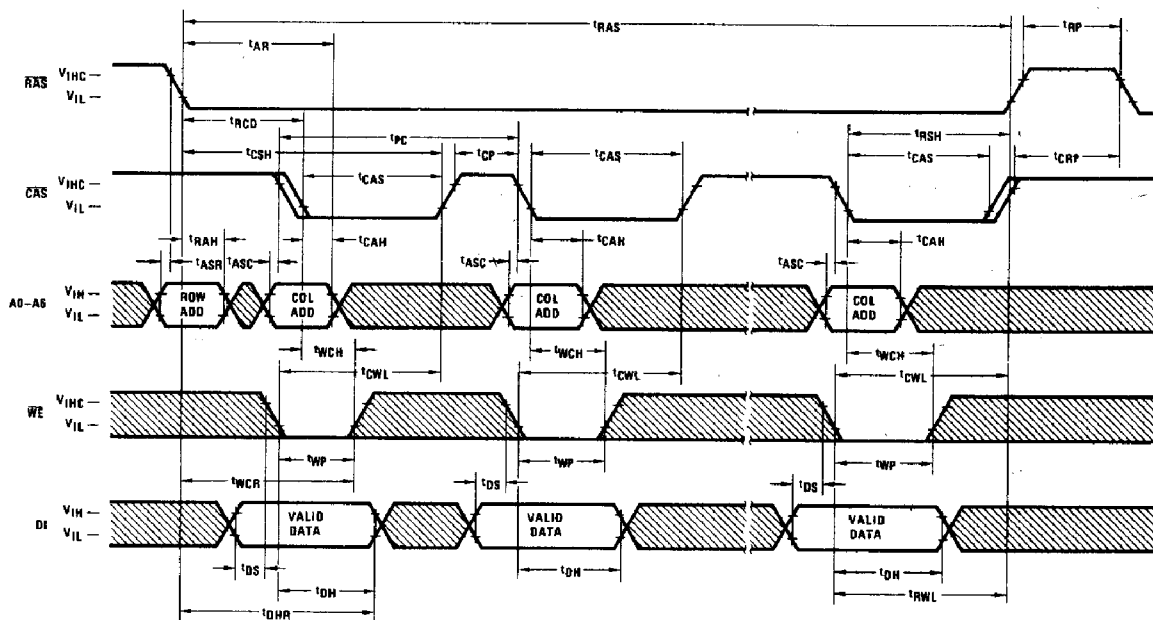 tRAS
tRP
tAR
RAS
VIHC
VIL
tRCD
tPC
tRSH
tCSH
tCP
tCAS
tCAS
tCRP
CAS
VIHC
VIL
tCAS
tRAH
tCAH
tCAH
tCAH
tASR
tASC
tASC
tASC
A0–A6
VIH
VIL
ROW ADD
COL ADD
COL ADD
COL ADD
tWCH
tWCH
tWCH
tCWL
tCWL
tCWL
WE
VIHC
VIL
tWP
tWP
tWP
tWCR
tDS
tDS
DI
VIH
VIL
VALID DATA
VALID DATA
VALID DATA
tDS
tDH
tDH
tDH
tDHR
tRWL